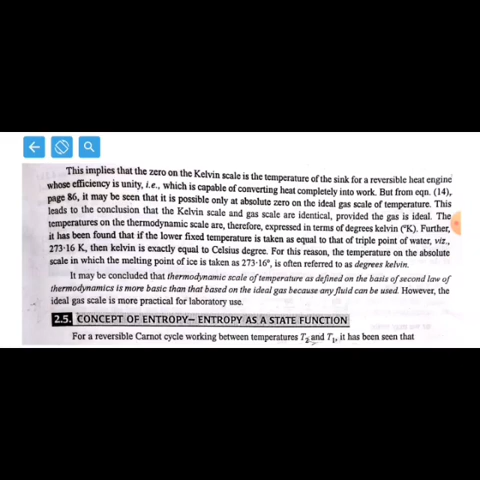 This implies that the zero on the Kelvin scale is the temperature of the sink for a reversible heat engine
whose efficiency is unity, i.e., which is capable of converting heat completely into work. But from eqn. (14),
page 86, it may be seen that it is possible only at absolute zero on the ideal gas scale of temperature. This
leads to the conclusion that the Kelvin scale and gas scale are identical, provided the gas is ideal. The
temperatures on the thermodynamic scale are, therefore, expressed in terms of degrees kelvin (°K). Further,
it has been found that if the lower fixed temperature is taken as equal to that of triple point of water, viz.,
273·16 K, then kelvin is exactly equal to Celsius degree. For this reason, the temperature on the absolute
scale in which the melting point of ice is taken as 273·16°, is often referred to as degrees kelvin.
It may be concluded that thermodynamic scale of temperature as defined on the basis of second law of
thermodynamics is more basic than that based on the ideal gas because any fluid can be used. However, the
ideal gas scale is more practical for laboratory use.
2.5. CONCEPT OF ENTROPY– ENTROPY AS A STATE FUNCTION
For a reversible Carnot cycle working between temperatures T₂ and T₁, it has been seen that